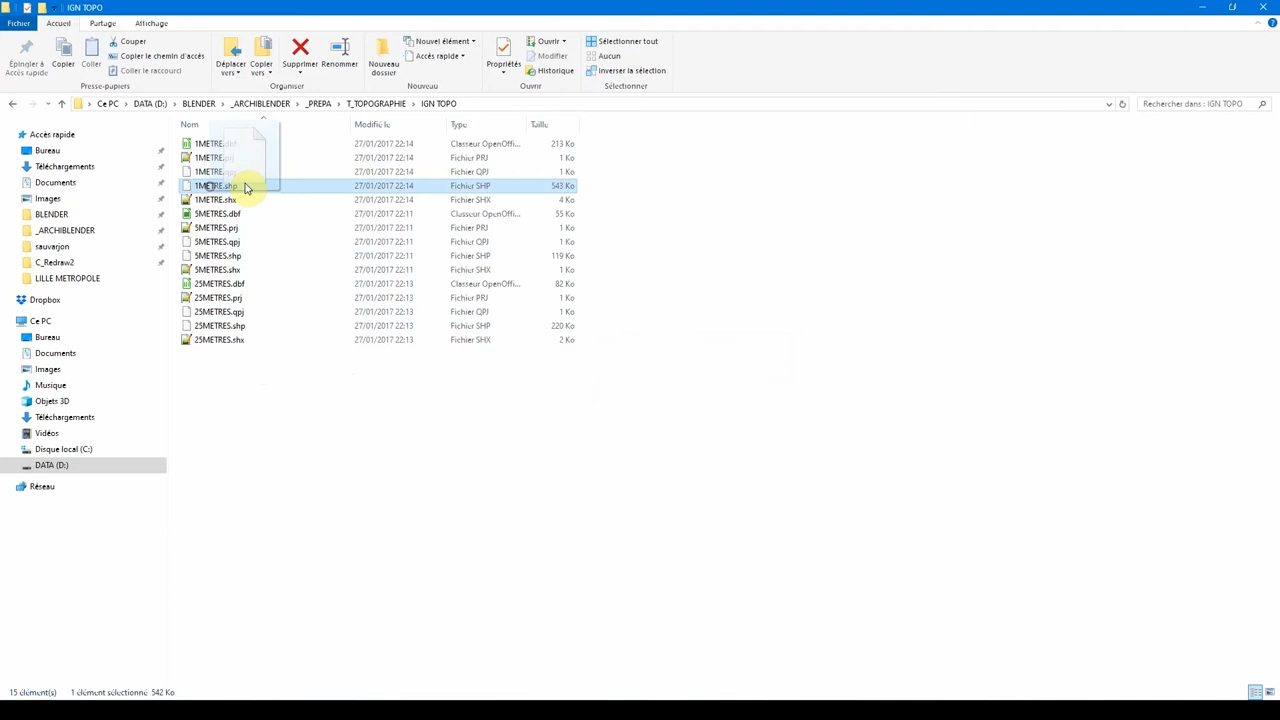 IGN TOPO
Fichier Accueil Partage Affichage
Épingler à Accès rapide
Copier
Coller
Couper
Copier le chemin d'accès
Coller le raccourci
Presse-papiers
Déplacer vers
Copier vers
Supprimer
Renommer
Organiser
Nouveau dossier
Nouvel élément
Accès rapide
Nouveau
Propriétés
Ouvrir
Modifier
Historique
Ouvrir
Sélectionner tout
Aucun
Inverser la sélection
Sélectionner
Ce PC > DATA (D:) > BLENDER > _ARCHIBLENDER > _PREPA > T_TOPOGRAPHIE > IGN TOPO
Rechercher dans : IGN TOPO
Accès rapide
Bureau
Téléchargements
Documents
Images
BLENDER
_ARCHIBLENDER
sauvarjon
C_Redraw2
LILLE METROPOLE
Dropbox
Ce PC
Bureau
Documents
Images
Musique
Objets 3D
Téléchargements
Vidéos
Disque local (C:)
DATA (D:)
Réseau
Nom Modifié le Type Taille
1METRE.dbf 27/01/2017 22:14 Classeur OpenOffi... 213 Ko
1METRE.prj 27/01/2017 22:14 Fichier PRJ 1 Ko
1METRE.qpj 27/01/2017 22:14 Fichier QPJ 1 Ko
1METRE.shp 27/01/2017 22:14 Fichier SHP 543 Ko
1METRE.shx 27/01/2017 22:14 Fichier SHX 4 Ko
5METRES.dbf 27/01/2017 22:11 Classeur OpenOffi... 55 Ko
5METRES.prj 27/01/2017 22:11 Fichier PRJ 1 Ko
5METRES.qpj 27/01/2017 22:11 Fichier QPJ 1 Ko
5METRES.shp 27/01/2017 22:11 Fichier SHP 119 Ko
5METRES.shx 27/01/2017 22:11 Fichier SHX 1 Ko
25METRES.dbf 27/01/2017 22:13 Classeur OpenOffi... 82 Ko
25METRES.prj 27/01/2017 22:13 Fichier PRJ 1 Ko
25METRES.qpj 27/01/2017 22:13 Fichier QPJ 1 Ko
25METRES.shp 27/01/2017 22:13 Fichier SHP 220 Ko
25METRES.shx 27/01/2017 22:13 Fichier SHX 2 Ko
15 élément(s) 1 élément sélectionné 542 Ko